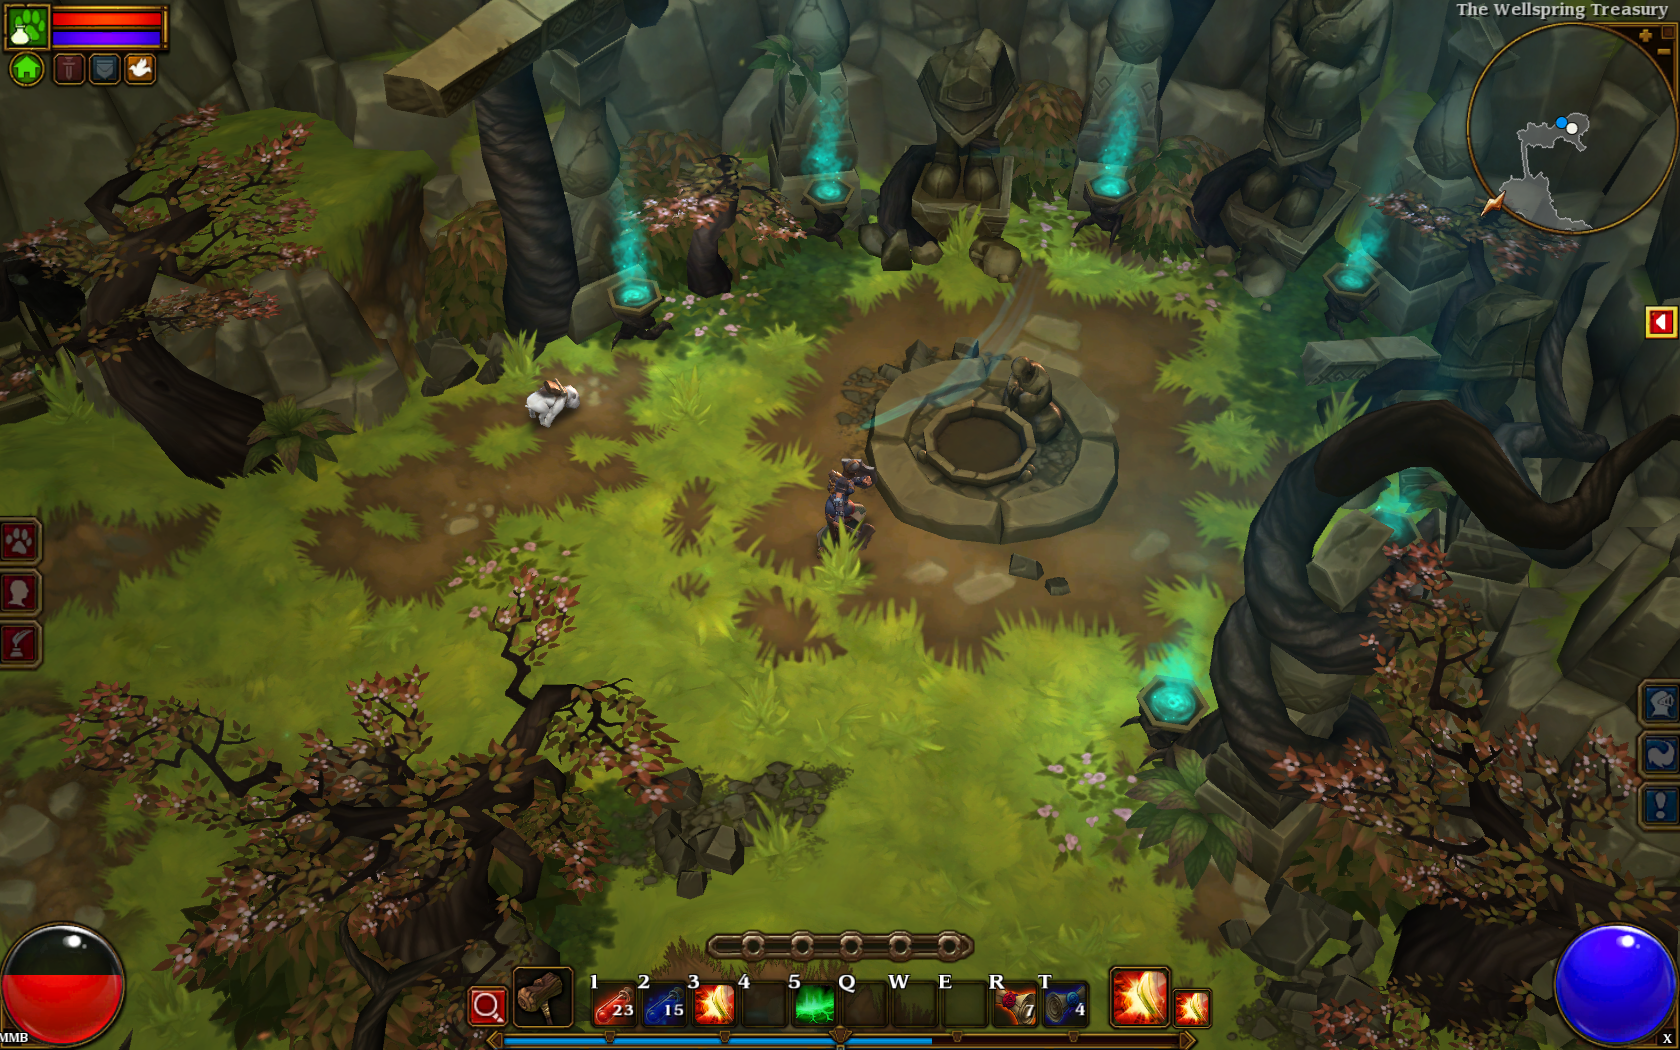 The Wellspring Treasury
1 2 3 4 5 Q W E R T
23 15 7 4
MMB X